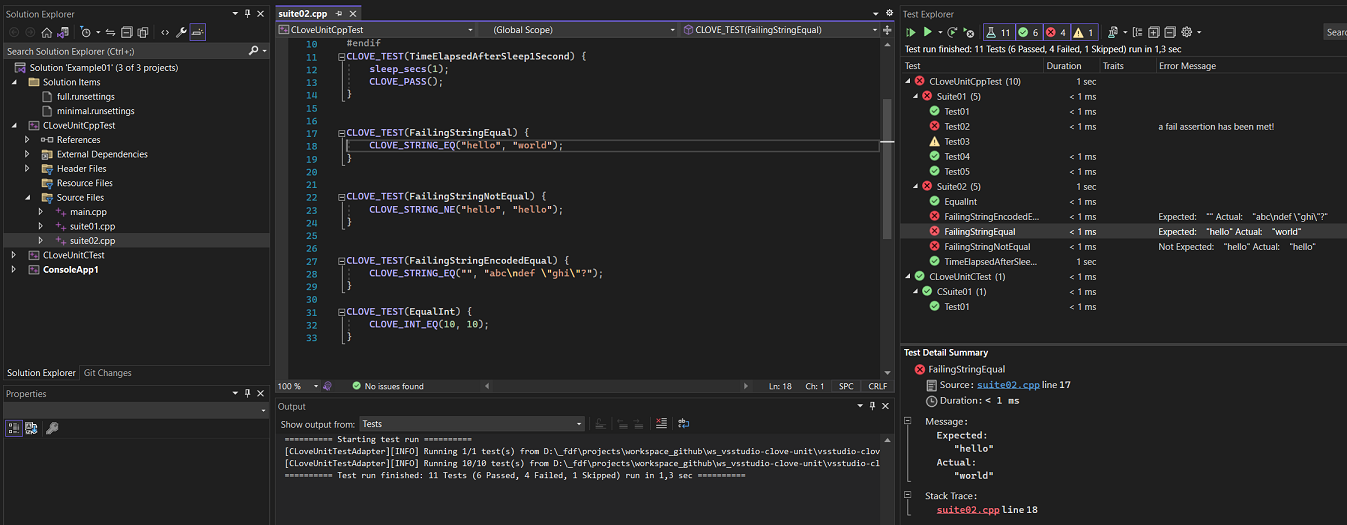 Solution Explorer
Search Solution Explorer (Ctrl+;)
Solution 'Example01' (3 of 3 projects)
Solution Items
full.runsettings
minimal.runsettings
CLoveUnitCppTest
References
External Dependencies
Header Files
Resource Files
Source Files
main.cpp
suite01.cpp
suite02.cpp
CLoveUnitCTest
ConsoleApp1
Solution Explorer Git Changes
Properties
suite02.cpp
CLoveUnitCppTest (Global Scope) CLOVE_TEST(FailingStringEqual)
10 #endif
11 CLOVE_TEST(TimeElapsedAfterSleep1Second) {
12 sleep_secs(1);
13 CLOVE_PASS();
14 }
15
16
17 CLOVE_TEST(FailingStringEqual) {
18 CLOVE_STRING_EQ("hello", "world");
19 }
20
21
22 CLOVE_TEST(FailingStringNotEqual) {
23 CLOVE_STRING_NE("hello", "hello");
24 }
25
26
27 CLOVE_TEST(FailingStringEncodedEqual) {
28 CLOVE_STRING_EQ("", "abc\ndef \"ghi\"?");
29 }
30
31 CLOVE_TEST(EqualInt) {
32 CLOVE_INT_EQ(10, 10);
33 }
100 % No issues found Ln: 18 Ch: 1 SPC CRLF
Output
Show output from: Tests
========== Starting test run ==========
[CLoveUnitTestAdapter][INFO] Running 1/1 test(s) from D:\_fdf\projects\workspace_github\ws_vsstudio-clove-unit\vsstudio-clov
[CLoveUnitTestAdapter][INFO] Running 10/10 test(s) from D:\_fdf\projects\workspace_github\ws_vsstudio-clove-unit\vsstudio-cl
========== Test run finished: 11 Tests (6 Passed, 4 Failed, 1 Skipped) run in 1,3 sec ==========
Test Explorer
11 6 4 1 Searc
Test run finished: 11 Tests (6 Passed, 4 Failed, 1 Skipped) run in 1,3 sec
Test Duration Traits Error Message
CLoveUnitCppTest (10) 1 sec
Suite01 (5) < 1 ms
Test01 < 1 ms
Test02 < 1 ms a fail assertion has been met!
Test03 < 1 ms
Test04 < 1 ms
Test05 < 1 ms
Suite02 (5) 1 sec
EqualInt < 1 ms
FailingStringEncodedE... < 1 ms Expected: "" Actual: "abc\ndef \"ghi\"?"
FailingStringEqual < 1 ms Expected: "hello" Actual: "world"
FailingStringNotEqual < 1 ms Not Expected: "hello" Actual: "hello"
TimeElapsedAfterSlee... 1 sec
CLoveUnitCTest (1) < 1 ms
CSuite01 (1) < 1 ms
Test01 < 1 ms
Test Detail Summary
FailingStringEqual
Source: suite02.cpp line 17
Duration: < 1 ms
Message:
Expected:
"hello"
Actual:
"world"
Stack Trace:
suite02.cpp line 18